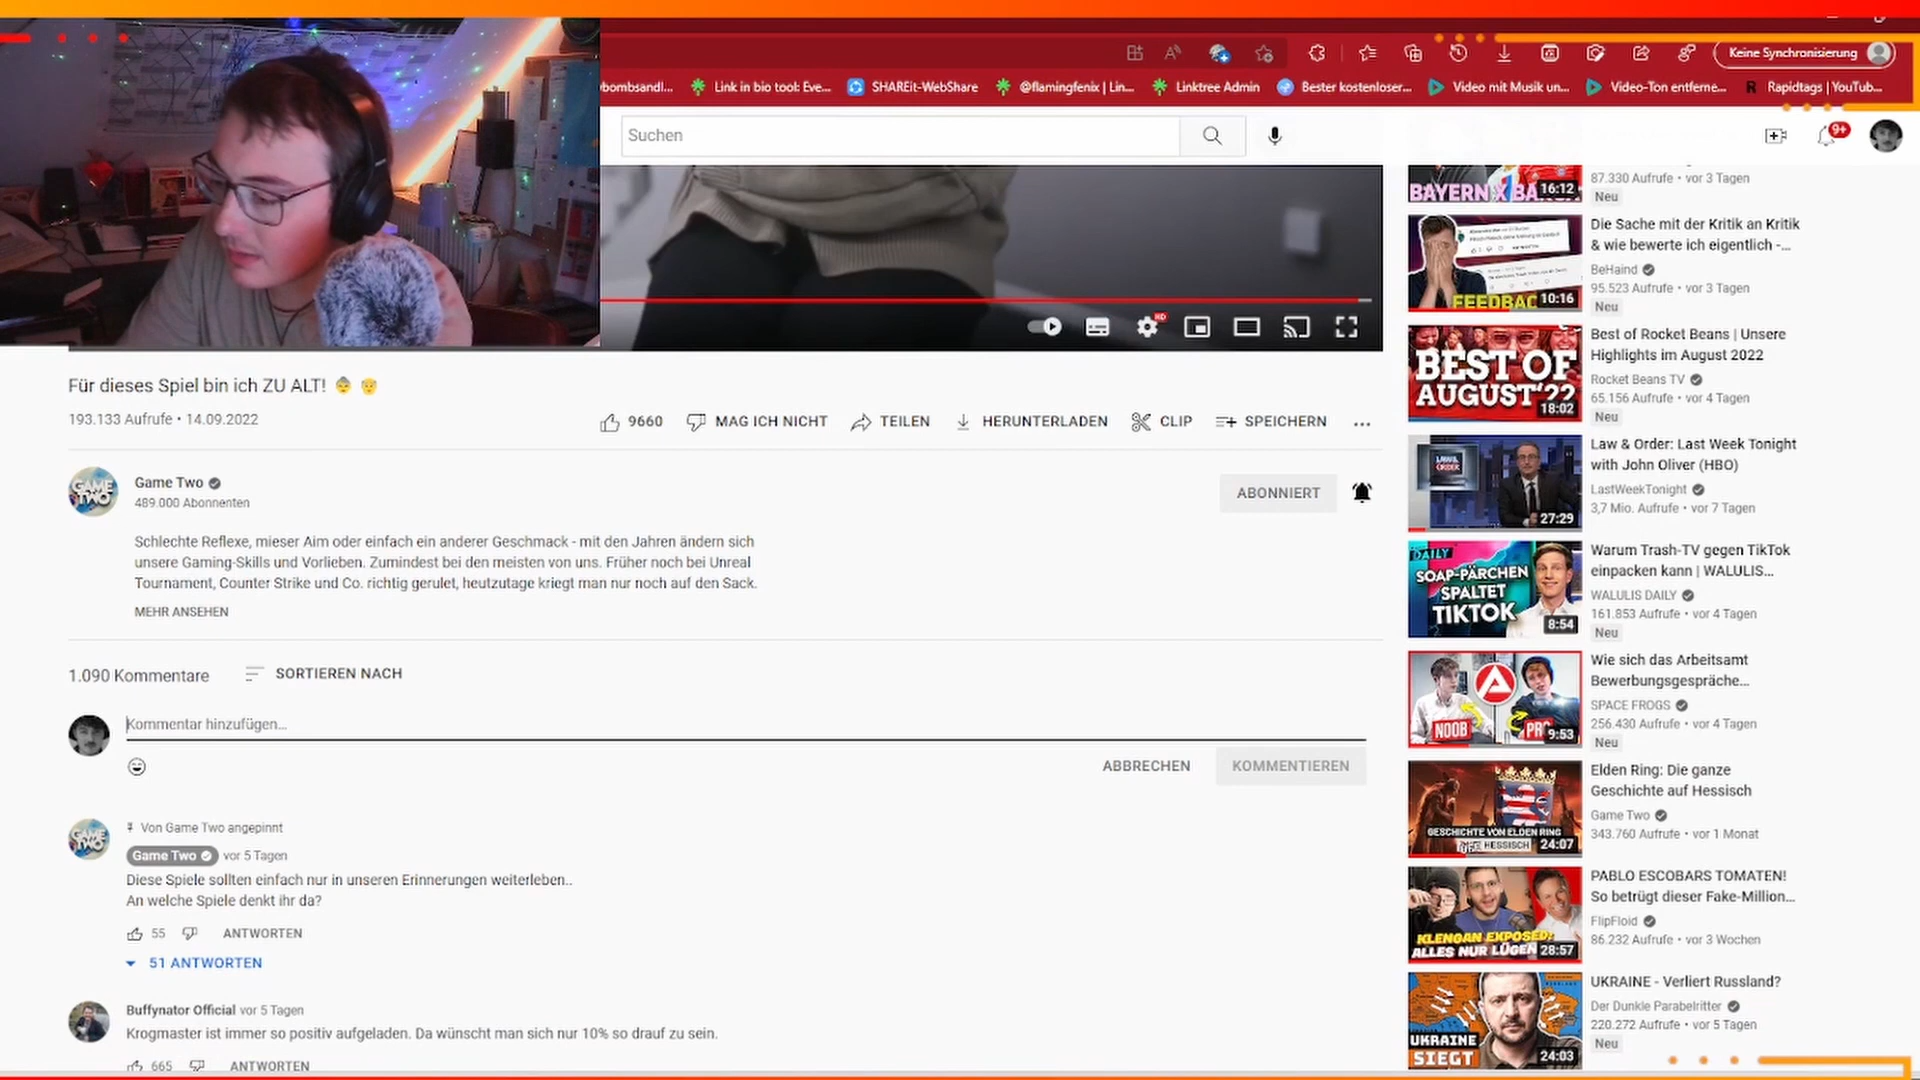 Keine Synchronisierung
bombsandl...
Link in bio tool: Eve...
SHAREit-WebShare
@flamingfenix | Lin...
Linktree Admin
Bester kostenloser...
Video mit Musik un...
Video-Ton entferne...
R Rapidtags | YouTub...
Suchen
9+
HD
Für dieses Spiel bin ich ZU ALT! 👵 👴
193.133 Aufrufe • 14.09.2022
9660
MAG ICH NICHT
TEILEN
HERUNTERLADEN
CLIP
SPEICHERN
GAME TWO
Game Two
489.000 Abonnenten
ABONNIERT
Schlechte Reflexe, mieser Aim oder einfach ein anderer Geschmack - mit den Jahren ändern sich
unsere Gaming-Skills und Vorlieben. Zumindest bei den meisten von uns. Früher noch bei Unreal
Tournament, Counter Strike und Co. richtig gerulet, heutzutage kriegt man nur noch auf den Sack.
MEHR ANSEHEN
1.090 Kommentare
SORTIEREN NACH
Kommentar hinzufügen...
ABBRECHEN
KOMMENTIEREN
GAME TWO
Von Game Two angepinnt
Game Two
vor 5 Tagen
Diese Spiele sollten einfach nur in unseren Erinnerungen weiterleben..
An welche Spiele denkt ihr da?
55
ANTWORTEN
51 ANTWORTEN
Buffynator Official vor 5 Tagen
Krogmaster ist immer so positiv aufgeladen. Da wünscht man sich nur 10% so drauf zu sein.
665
ANTWORTEN
BAYERN X BA
16:12
87.330 Aufrufe • vor 3 Tagen
Neu
FEEDBAC
10:16
Die Sache mit der Kritik an Kritik
& wie bewerte ich eigentlich -...
BeHaind
95.523 Aufrufe • vor 3 Tagen
Neu
BEST OF
AUGUST'22
18:02
Best of Rocket Beans | Unsere
Highlights im August 2022
Rocket Beans TV
65.156 Aufrufe • vor 4 Tagen
Neu
LAW &
ORDER
27:29
Law & Order: Last Week Tonight
with John Oliver (HBO)
LastWeekTonight
3,7 Mio. Aufrufe • vor 7 Tagen
DAILY
SOAP-PÄRCHEN
SPALTET
TIKTOK
8:54
Warum Trash-TV gegen TikTok
einpacken kann | WALULIS...
WALULIS DAILY
161.853 Aufrufe • vor 4 Tagen
Neu
NOOB
PRO
9:53
Wie sich das Arbeitsamt
Bewerbungsgespräche...
SPACE FROGS
256.430 Aufrufe • vor 4 Tagen
Neu
GESCHICHTE VOM ELDEN RING
HESSISCH
24:07
Elden Ring: Die ganze
Geschichte auf Hessisch
Game Two
343.760 Aufrufe • vor 1 Monat
KLENGAN EXPOSED:
ALLES NUR LÜGEN
28:57
PABLO ESCOBARS TOMATEN!
So betrügt dieser Fake-Million...
FlipFloid
86.232 Aufrufe • vor 3 Wochen
UKRAINE
SIEGT
24:03
UKRAINE - Verliert Russland?
Der Dunkle Parabelritter
220.272 Aufrufe • vor 5 Tagen
Neu